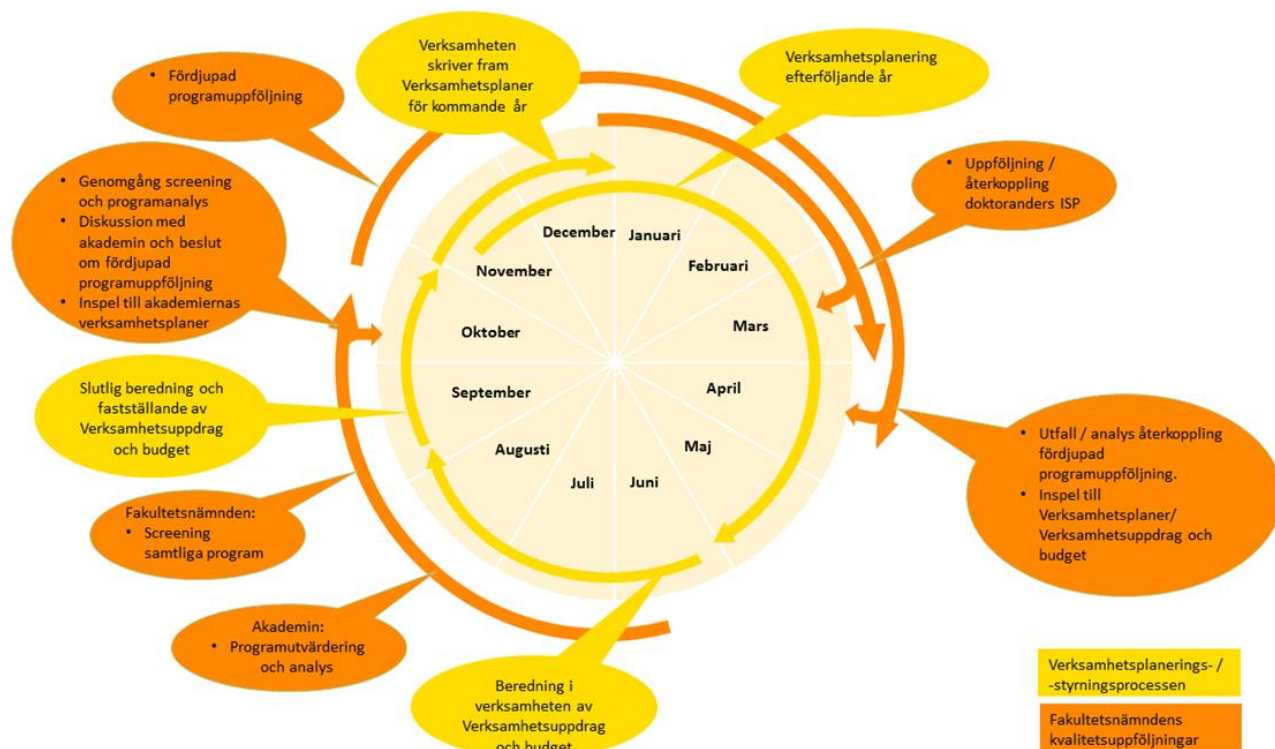 Verksamheten
skriver fram
Verksamhetsplaner
för kommande år
Verksamhetsplanering
efterföljande år
• Fördjupad
programuppföljning
• Uppföljning /
återkoppling
doktoranders ISP
• Genomgång screening
och programanalys
• Diskussion med
akademin och beslut
om fördjupad
programuppföljning
• Inspel till akademiernas
verksamhetsplaner
December
Januari
November
Februari
Oktober
Mars
September
April
Augusti
Maj
Juli
Juni
Slutlig beredning och
fastställande av
Verksamhetsuppdrag
och budget
• Utfall / analys återkoppling
fördjupad
programuppföljning.
• Inspel till
Verksamhetsplaner/
Verksamhetsuppdrag och
budget
Fakultetsnämnden:
• Screening
samtliga program
Akademin:
• Programutvärdering
och analys
Beredning i
verksamheten av
Verksamhetsuppdrag
och budget
Verksamhetsplanerings- /
-styrningsprocessen
Fakultetsnämndens
kvalitetsuppföljningar